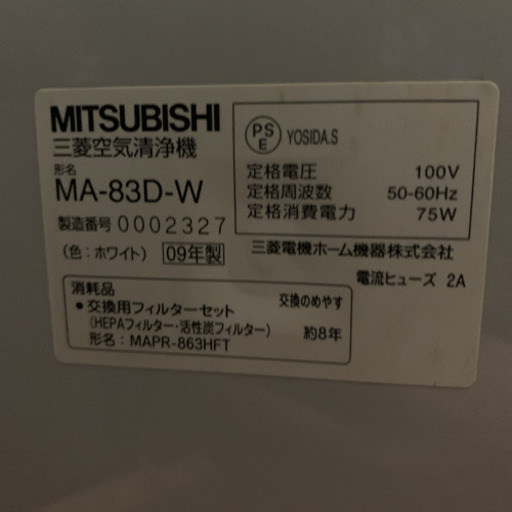 MITSUBISHI
三菱空気清浄機
形名
MA-83D-W
製造番号 0002327
(色:ホワイト) 09年製
PSE YOSIDA.S
定格電圧 100V
定格周波数 50-60Hz
定格消費電力 75W
三菱電機ホーム機器株式会社
電流ヒューズ 2A
消耗品
•交換用フィルターセット 交換のめやす
(HEPAフィルター・活性炭フィルター) 約8年
形名:MAPR-863HFT